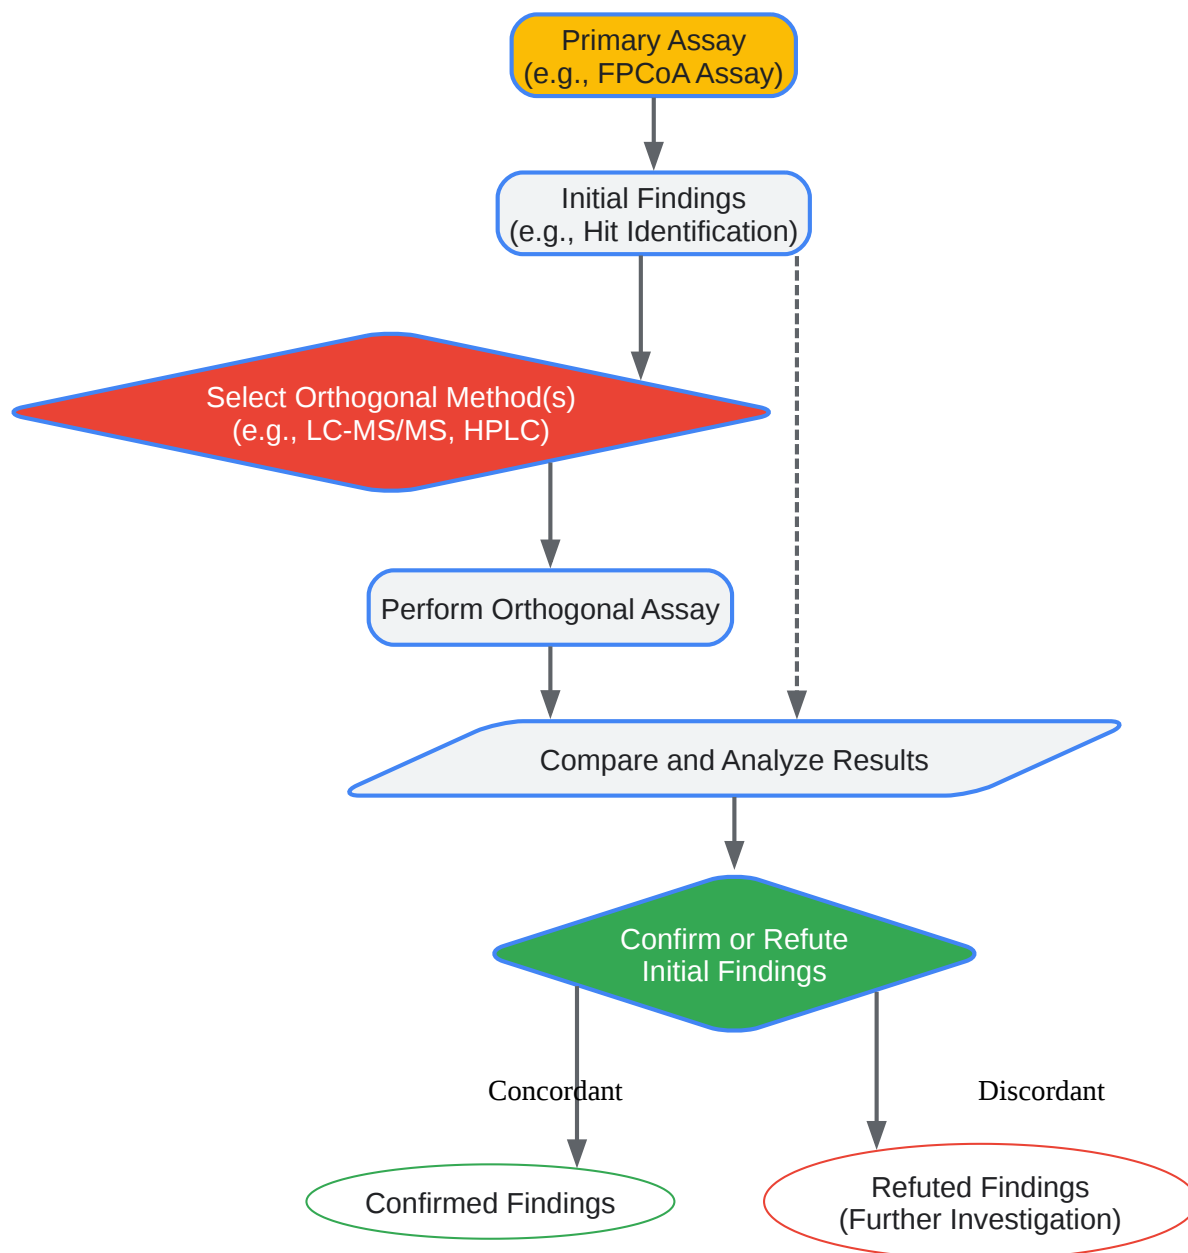 Primary Assay
(e.g., FPCoA Assay)
Initial Findings
(e.g., Hit Identification)
Select Orthogonal Method(s)
(e.g., LC-MS/MS, HPLC)
Perform Orthogonal Assay
Compare and Analyze Results
Confirm or Refute
Initial Findings
Concordant
Discordant
Confirmed Findings
Refuted Findings
(Further Investigation)